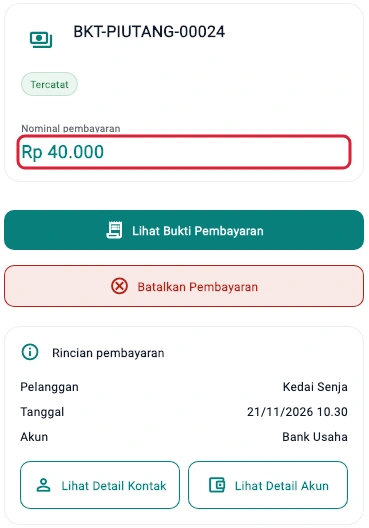 BKT-PIUTANG-00024
Tercatat
Nominal pembayaran
Rp 40.000
Lihat Bukti Pembayaran
Batalkan Pembayaran
Rincian pembayaran
Pelanggan Kedai Senja
Tanggal 21/11/2026 10.30
Akun Bank Usaha
Lihat Detail Kontak Lihat Detail Akun